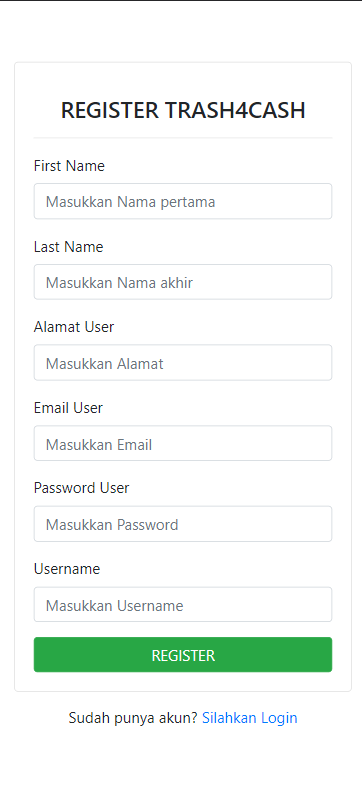 REGISTER TRASH4CASH
First Name
Masukkan Nama pertama
Last Name
Masukkan Nama akhir
Alamat User
Masukkan Alamat
Email User
Masukkan Email
Password User
Masukkan Password
Username
Masukkan Username
REGISTER
Sudah punya akun? Silahkan Login